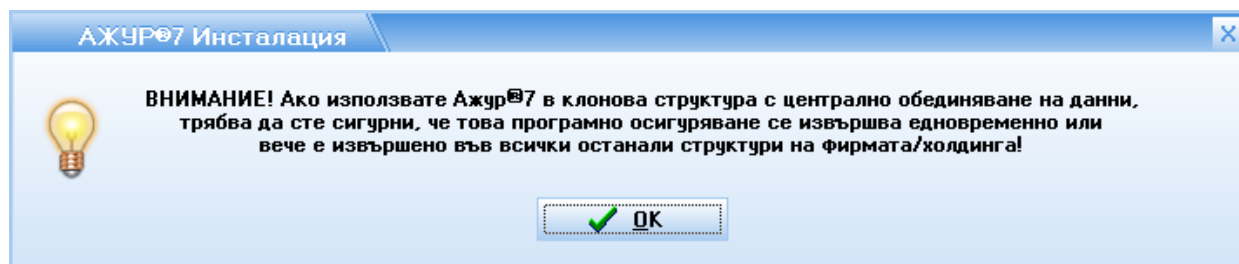 АЖУР®7 Инсталация
ВНИМАНИЕ! Ако използвате Ажур®7 в клонова структура с централно обединяване на данни,
трябва да сте сигурни, че това програмно осигуряване се извършва едновременно или
вече е извършено във всички останали структури на фирмата/холдинга!
OK